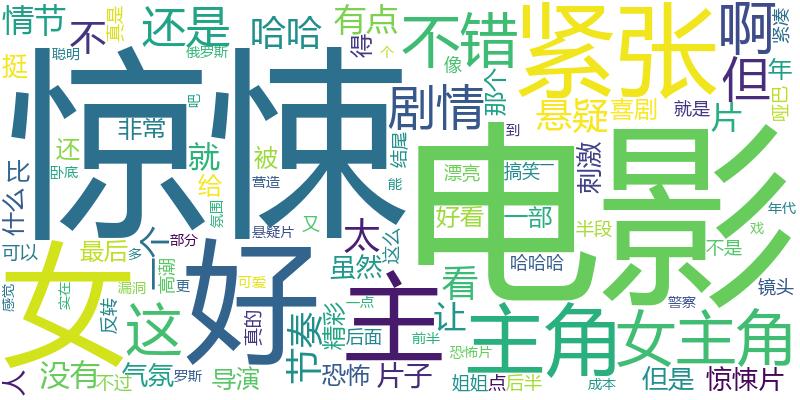 情节
不
真是
还是
哈哈
有点
不错
紧张
啊
紧凑
挺
聪明
俄罗斯
得
个
像
那个
但
年
惊悚
吧
剧情
悬疑
喜剧
就是
片
哑巴
非常
还
就
被
结尾
到
电影
比
卧底
给
营造
能
漂亮
搞笑
一
刺激
什么
氛围
又
太
这么
好看
一部
半段
年代
戏
可以
最后
多
一个
部分
悬疑片
虽然
看
哈哈哈
不是
镜头
女
高潮
更
好
可爱
主
让
警察
感觉
实在
漏洞
反转
这
真的
节奏
精彩
一点
后面
前半
主角
女主角
人
没有
不过
气氛
罗斯
导演
恐怖
片子
恐怖片
姐姐
点
后半
成本
但是
惊悚片